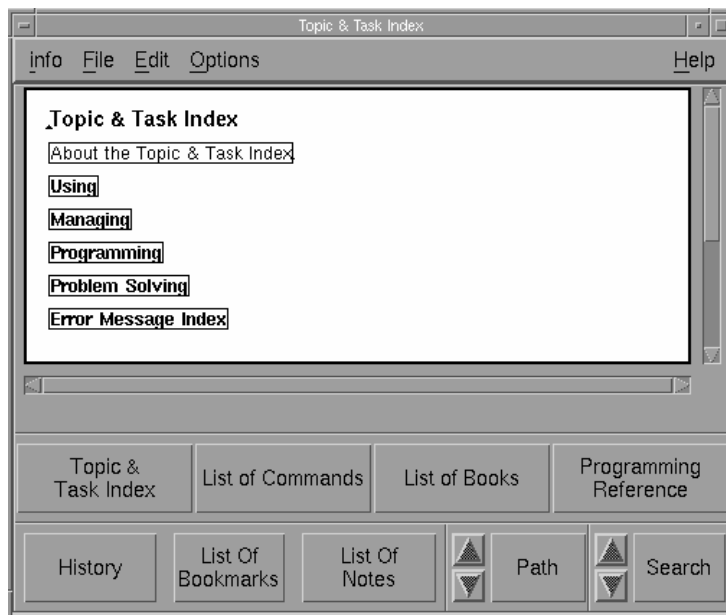 Topic & Task Index
info File Edit Options Help
Topic & Task Index
About the Topic & Task Index
Using
Managing
Programming
Problem Solving
Error Message Index
Topic &
Task Index
List of Commands
List of Books
Programming
Reference
History
List Of
Bookmarks
List Of
Notes
Path
Search